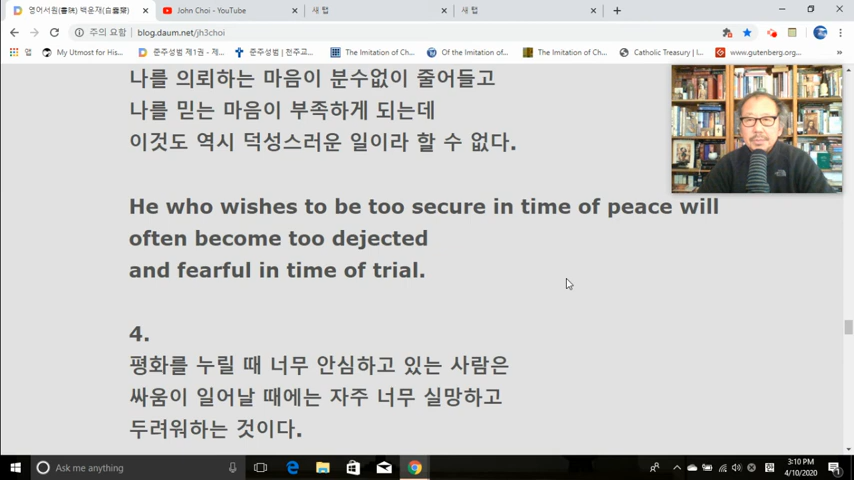 영어서원(書院) 백운재(白雲齋)
John Choi - YouTube
새 탭
새 탭
주의 요함
blog.daum.net/jh3choi
앱
My Utmost for His...
준주성범 제1권 - 제...
준주성범 | 전주교...
The Imitation of Ch...
Of the Imitation of...
The Imitation of Ch...
Catholic Treasury | I...
www.gutenberg.org...
나를 의뢰하는 마음이 분수없이 줄어들고
나를 믿는 마음이 부족하게 되는데
이것도 역시 덕성스러운 일이라 할 수 없다.
He who wishes to be too secure in time of peace will
often become too dejected
and fearful in time of trial.
4.
평화를 누릴 때 너무 안심하고 있는 사람은
싸움이 일어날 때에는 자주 너무 실망하고
두려워하는 것이다.
Ask me anything
3:10 PM
4/10/2020